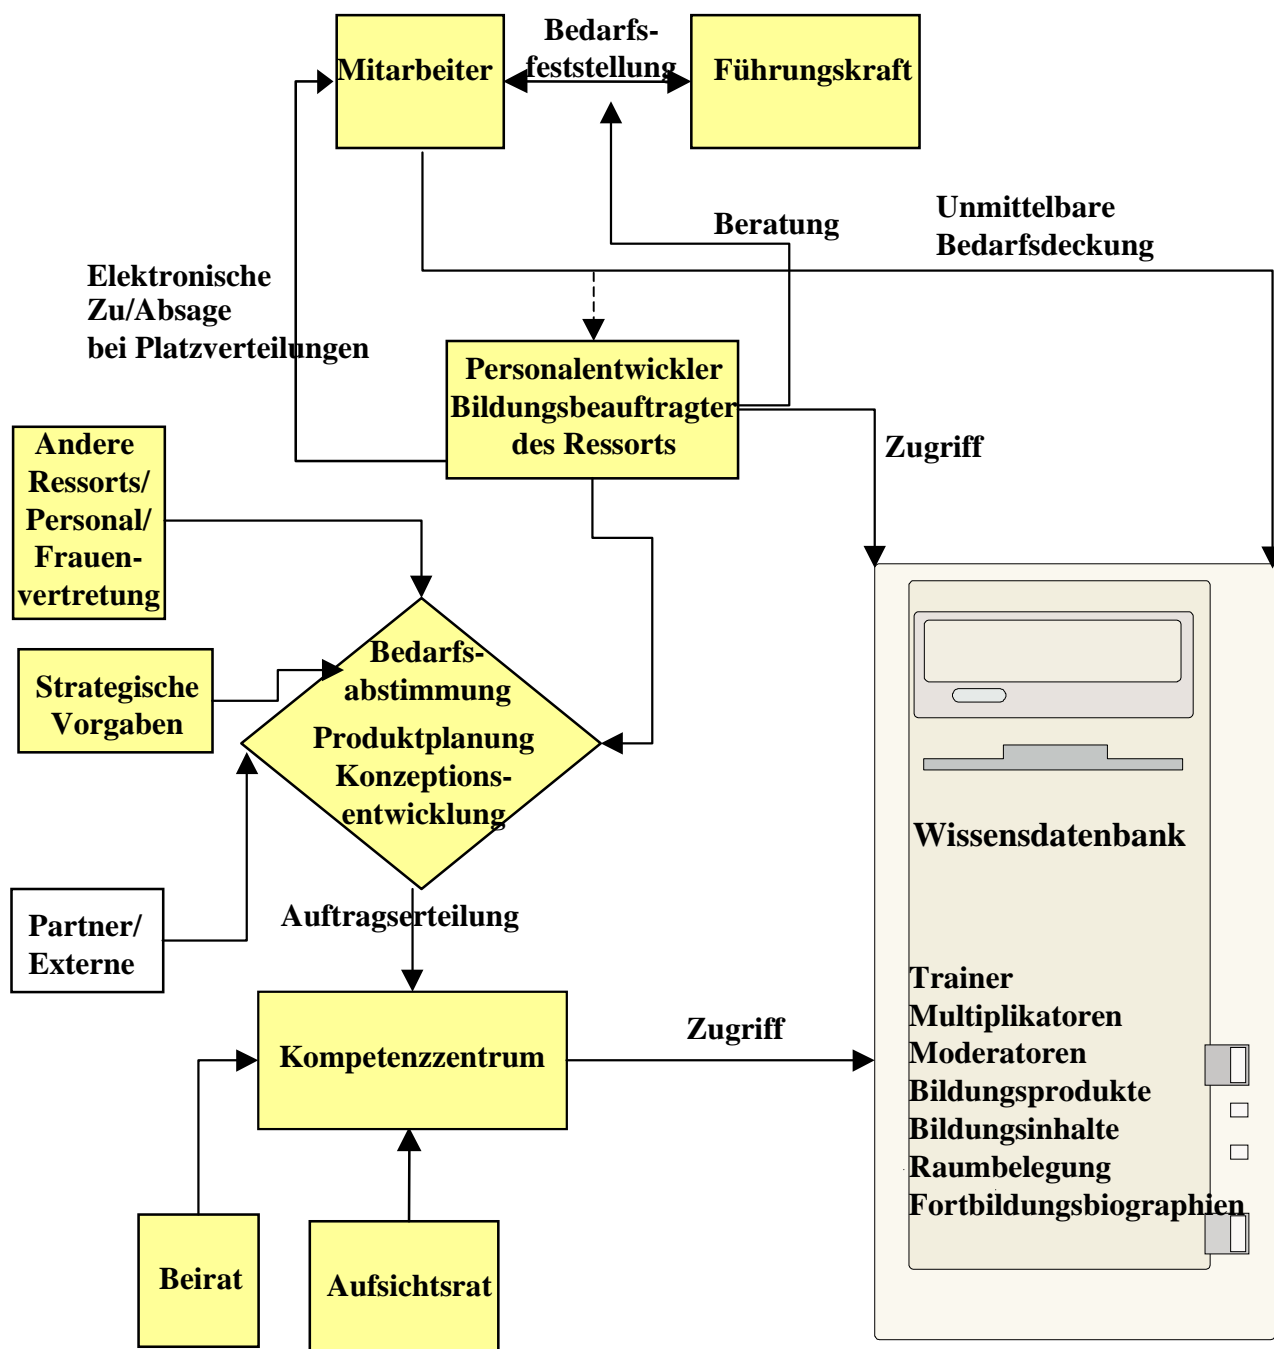 Bedarfs-
feststellung
Mitarbeiter
Führungskraft
Unmittelbare
Bedarfsdeckung
Beratung
Elektronische
Zu/Absage
bei Platzverteilungen
Personalentwickler
Bildungsbeauftragter
des Ressorts
Zugriff
Andere
Ressorts/
Personal/
Frauen-
vertretung
Strategische
Vorgaben
Bedarfs-
abstimmung
Produktplanung
Konzeptions-
entwicklung
Partner/
Externe
Auftragserteilung
Kompetenzzentrum
Zugriff
Beirat
Aufsichtsrat
Wissensdatenbank
Trainer
Multiplikatoren
Moderatoren
Bildungsprodukte
Bildungsinhalte
Raumbelegung
Fortbildungsbiographien